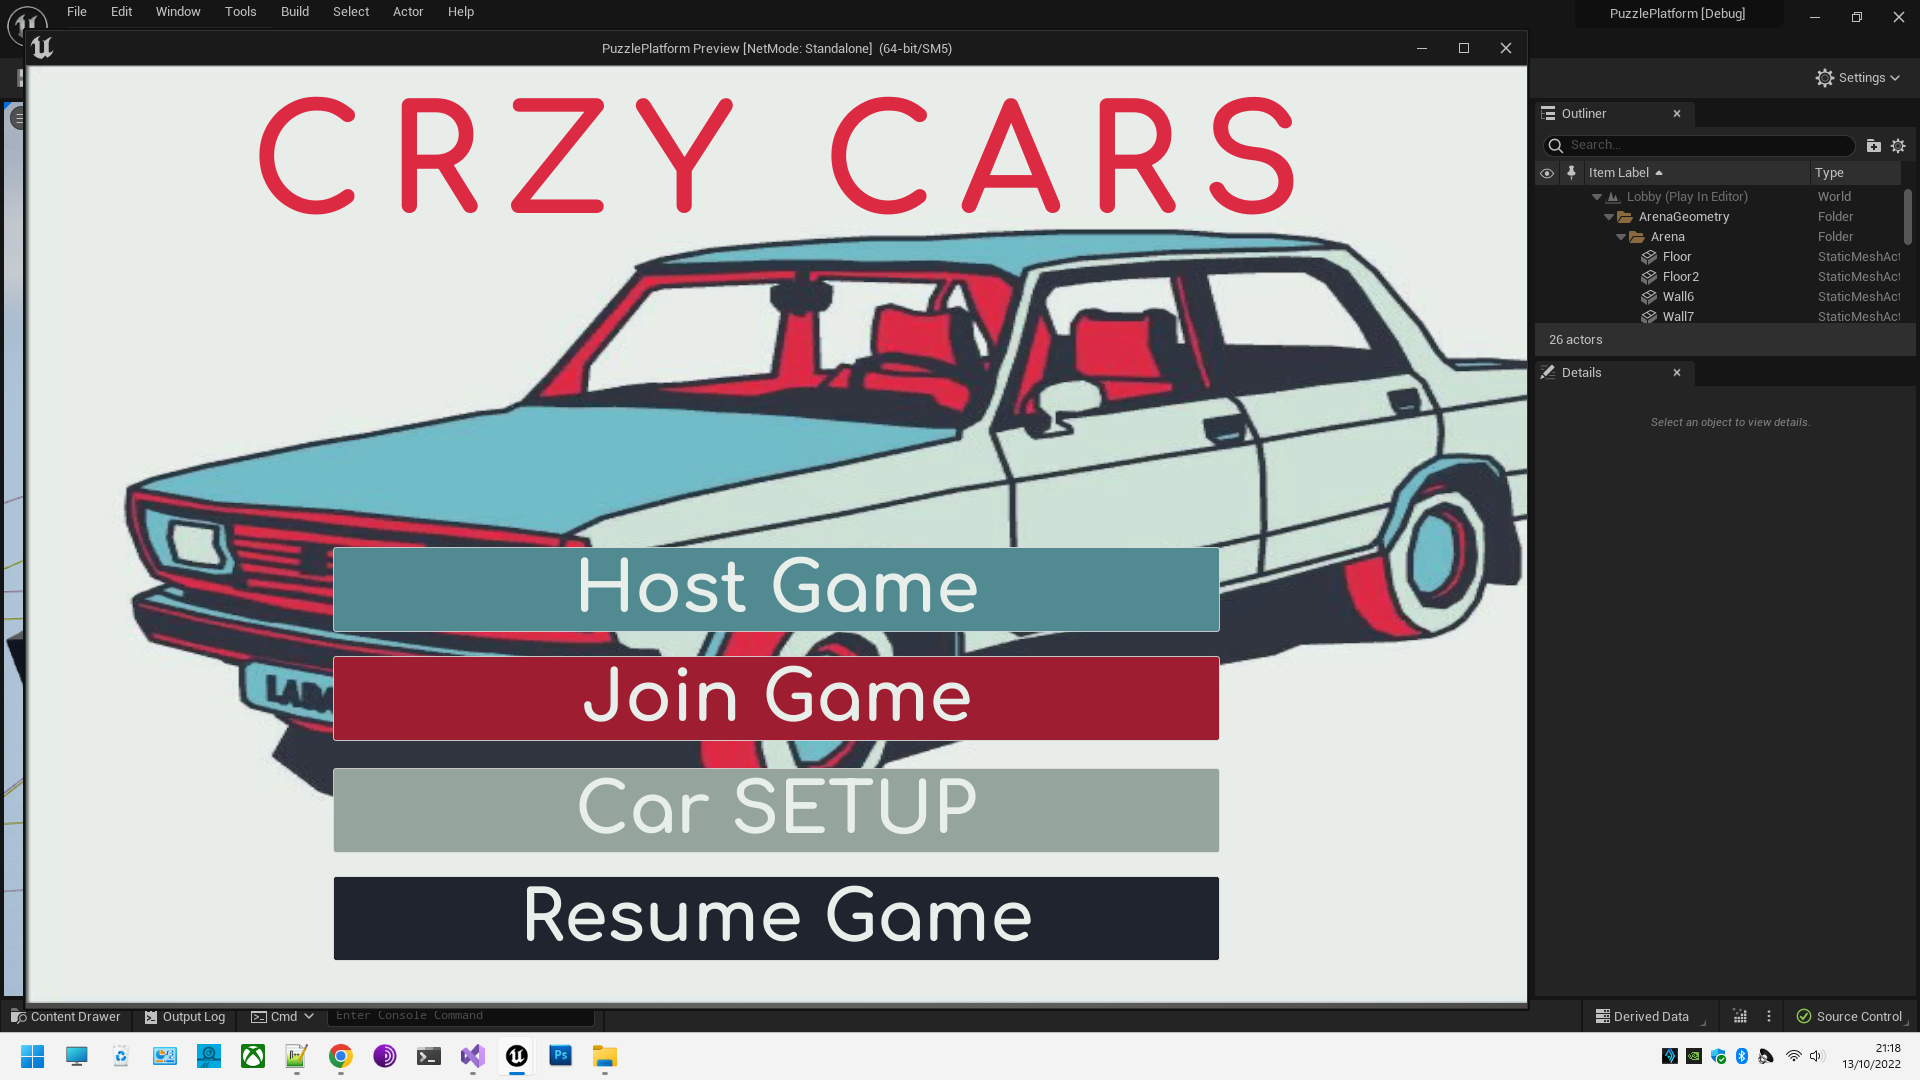 File Edit Window Tools Build Select Actor Help
PuzzlePlatform [Debug]
PuzzlePlatform Preview [NetMode: Standalone] (64-bit/SM5)
Settings
CRZY CARS
Host Game
Join Game
Car SETUP
Resume Game
Outliner
Search...
Item Label Type
Lobby (Play In Editor) World
ArenaGeometry Folder
Arena Folder
Floor StaticMeshAct
Floor2 StaticMeshAct
Wall6 StaticMeshAct
Wall7 StaticMeshAct
26 actors
Details
Select an object to view details.
Content Drawer Output Log Cmd Enter Console Command Derived Data Source Control
Ps
21:18
13/10/2022